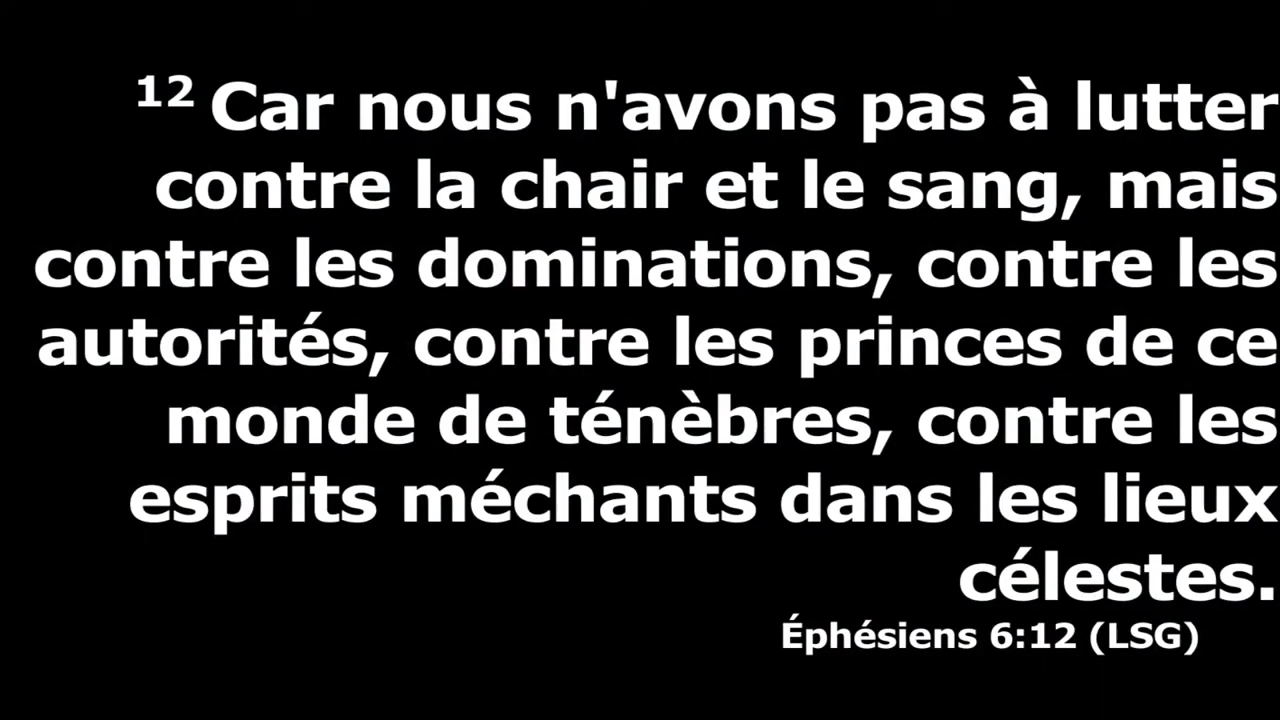 12 Car nous n'avons pas à lutter
contre la chair et le sang, mais
contre les dominations, contre les
autorités, contre les princes de ce
monde de ténèbres, contre les
esprits méchants dans les lieux
célestes.
Éphésiens 6:12 (LSG)